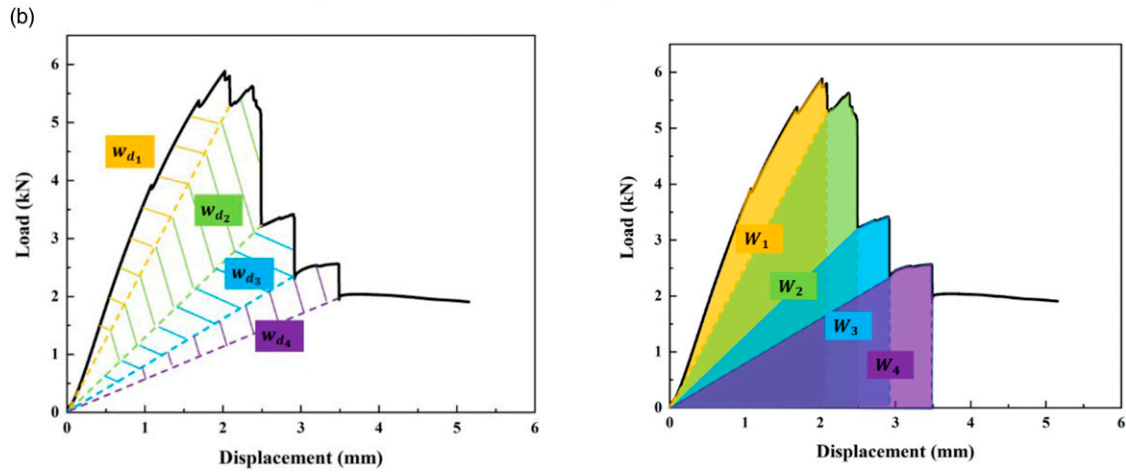 (b)
Load (kN)
6
5
4
3
2
1
0
w_{d_1}
w_{d_2}
w_{d_3}
w_{d_4}
0 1 2 3 4 5 6
Displacement (mm)
Load (kN)
6
5
4
3
2
1
0
W_1
W_2
W_3
W_4
0 1 2 3 4 5 6
Displacement (mm)